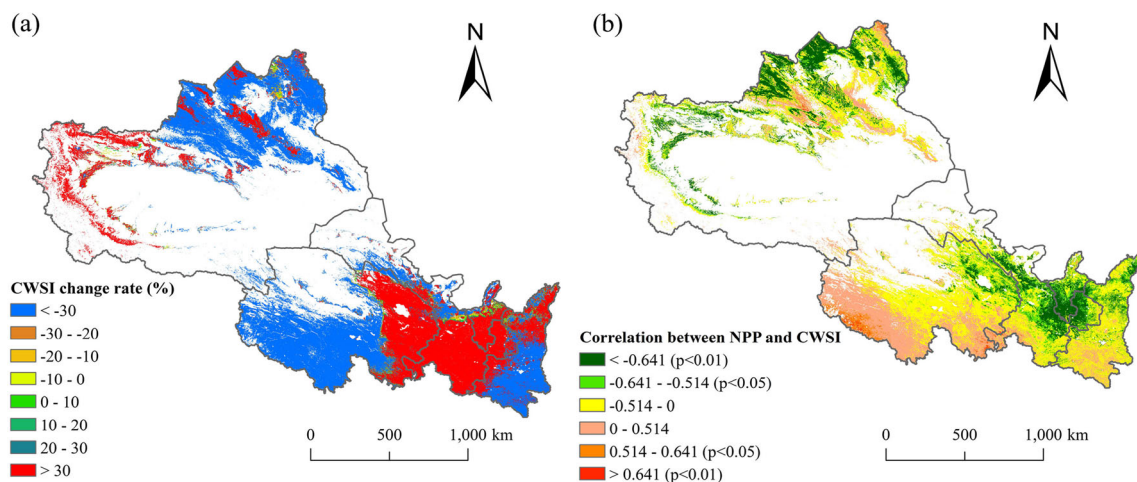 (a)
N
CWSI change rate (%)
< -30
-30 - -20
-20 - -10
-10 - 0
0 - 10
10 - 20
20 - 30
> 30
0 500 1,000 km
(b)
N
Correlation between NPP and CWSI
< -0.641 (p<0.01)
-0.641 - -0.514 (p<0.05)
-0.514 - 0
0 - 0.514
0.514 - 0.641 (p<0.05)
> 0.641 (p<0.01)
0 500 1,000 km